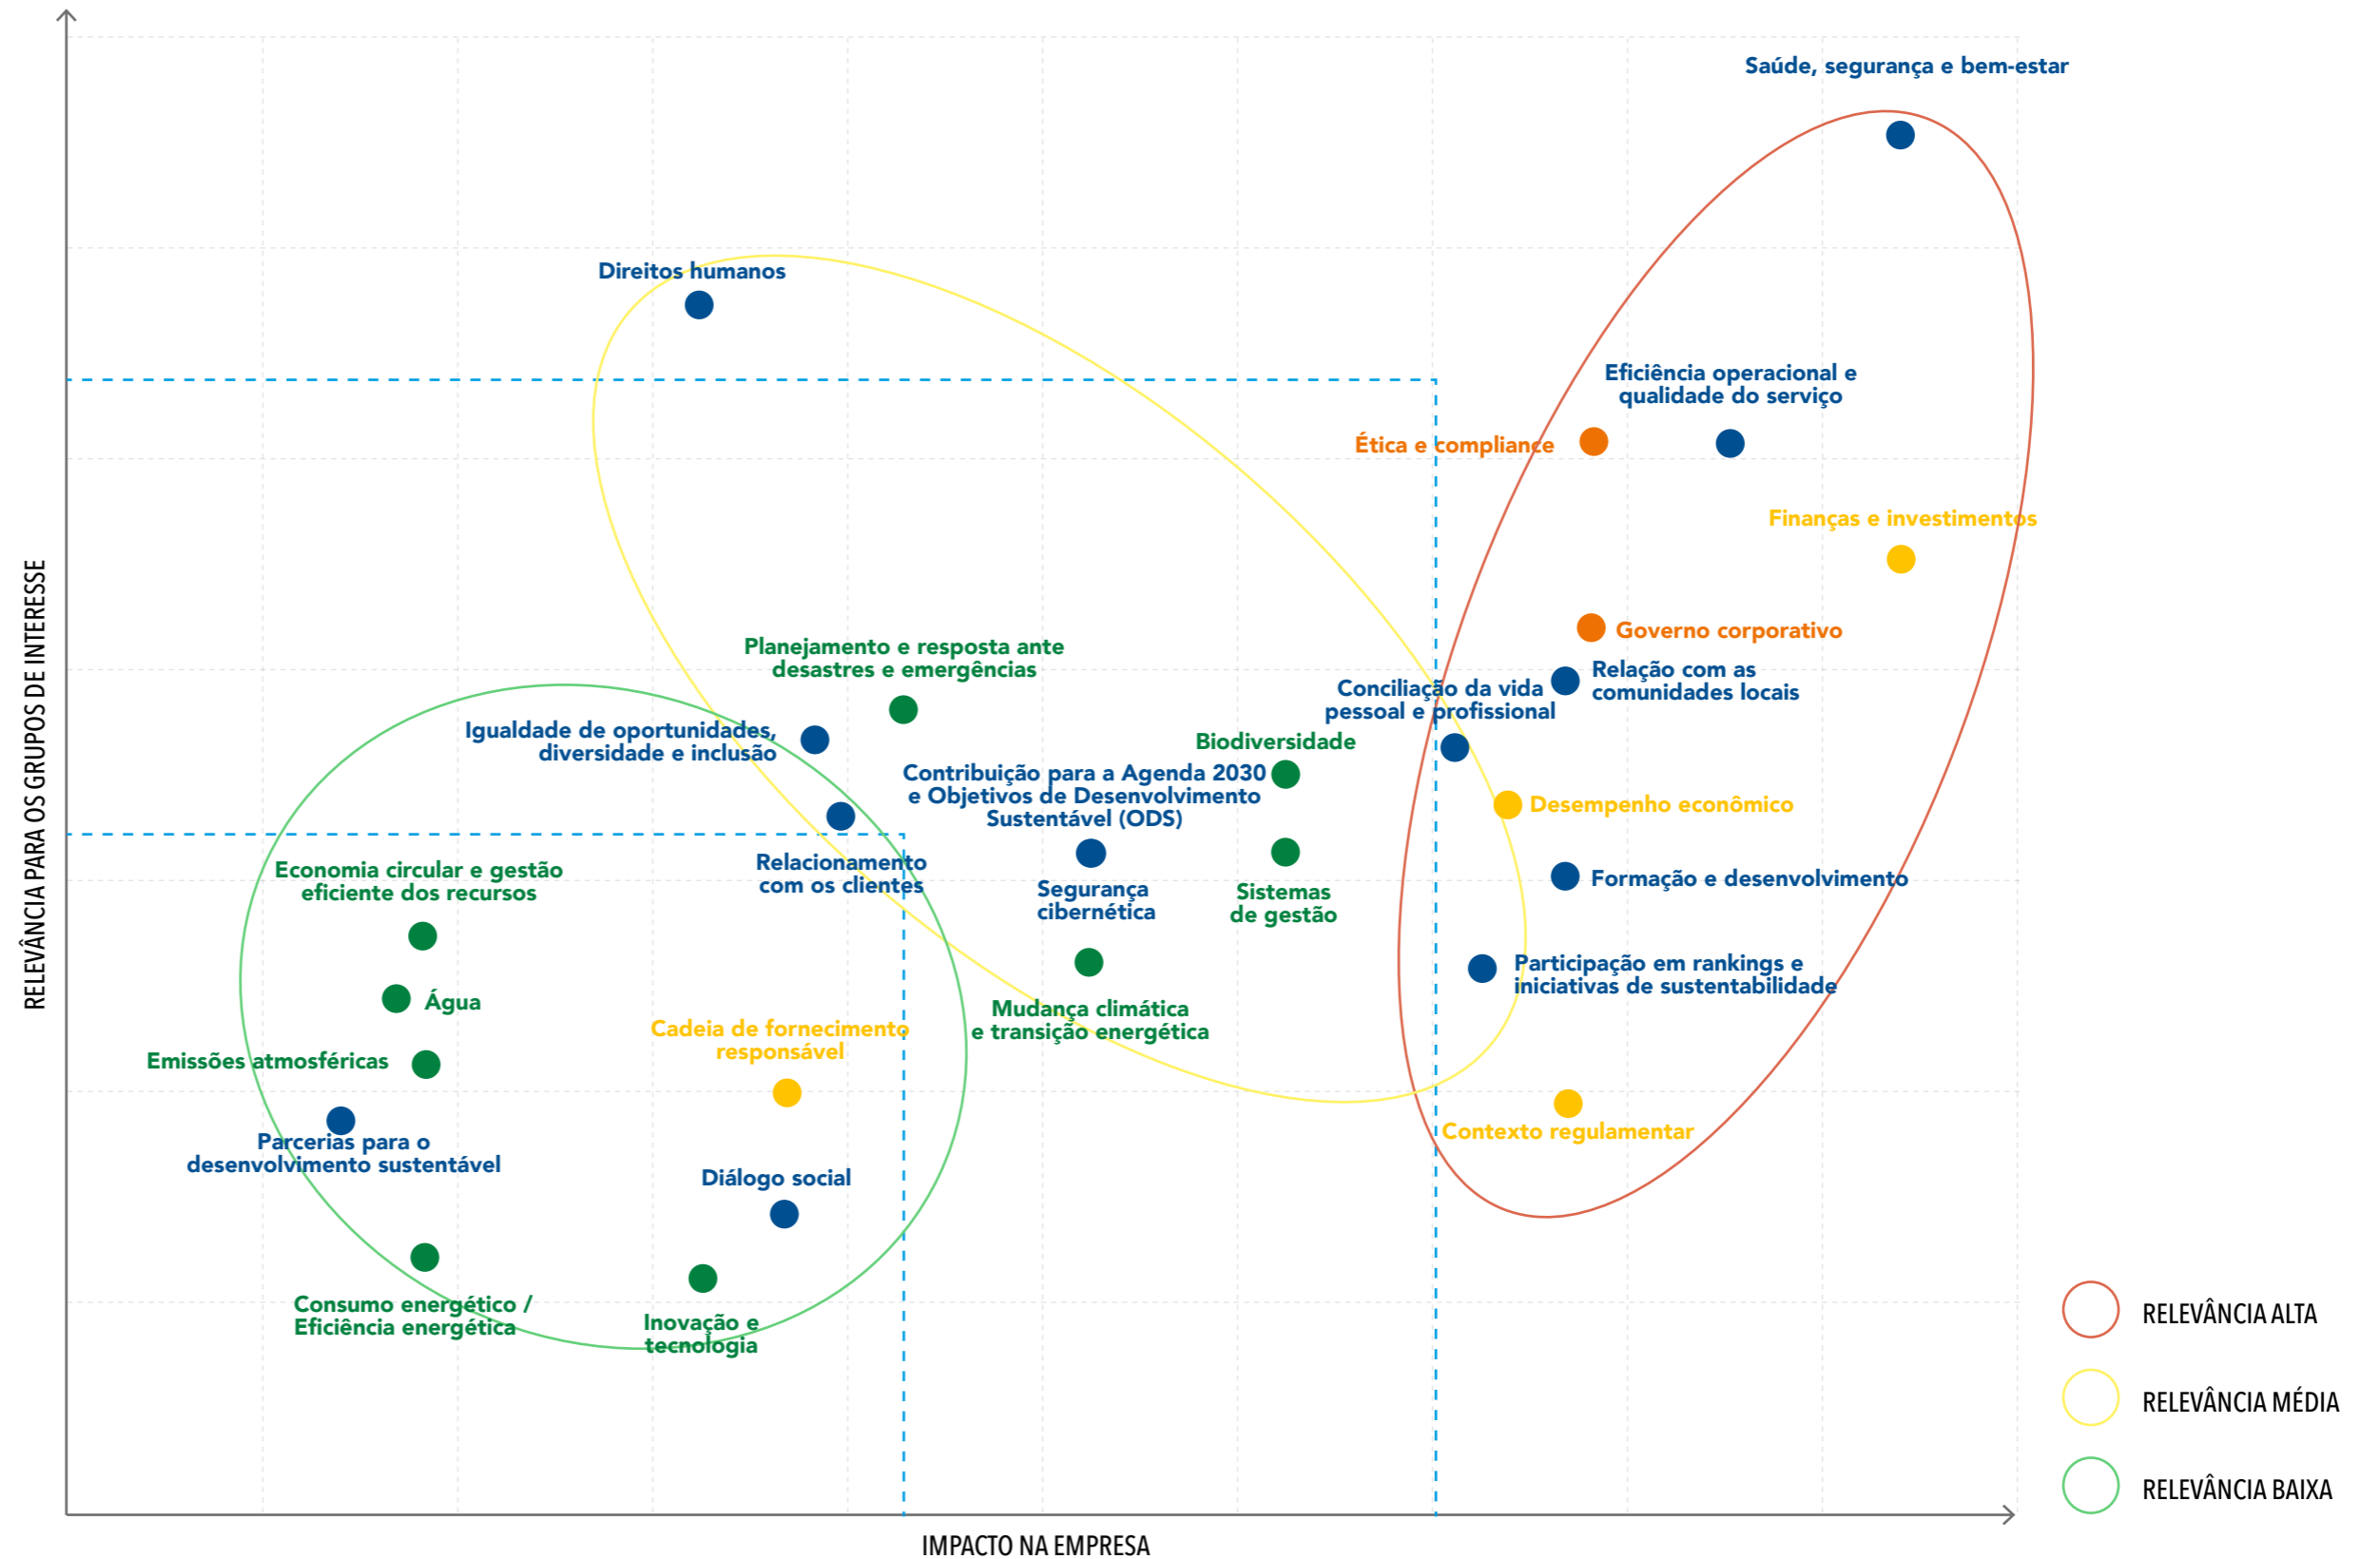 Saúde, segurança e bem-estar
Direitos humanos
Eficiência operacional e
qualidade do serviço
Ética e compliance
Finanças e investimentos
Governo corporativo
Planejamento e resposta ante
desastres e emergências
Relação com as
comunidades locais
Conciliação da vida
pessoal e profissional
Igualdade de oportunidades,
diversidade e inclusão
Biodiversidade
Contribuição para a Agenda 2030
e Objetivos de Desenvolvimento
Sustentável (ODS)
Desempenho econômico
Relacionamento
com os clientes
Economia circular e gestão
eficiente dos recursos
Segurança
cibernética
Sistemas
de gestão
Formação e desenvolvimento
Participação em rankings e
iniciativas de sustentabilidade
Água
Mudança climática
e transição energética
Cadeia de fornecimento
responsável
Emissões atmosféricas
Parcerias para o
desenvolvimento sustentável
Contexto regulamentar
Diálogo social
Consumo energético /
Eficiência energética
Inovação e
tecnologia
RELEVÂNCIA PARA OS GRUPOS DE INTERESSE
IMPACTO NA EMPRESA
RELEVÂNCIA ALTA
RELEVÂNCIA MÉDIA
RELEVÂNCIA BAIXA